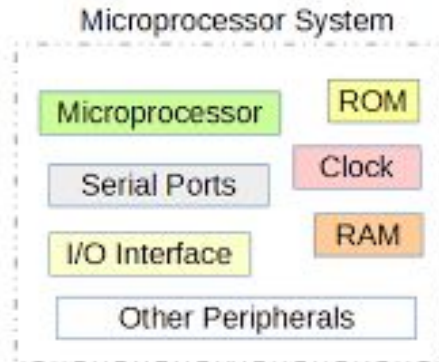 Microprocessor System
Microprocessor
ROM
Serial Ports
Clock
I/O Interface
RAM
Other Peripherals